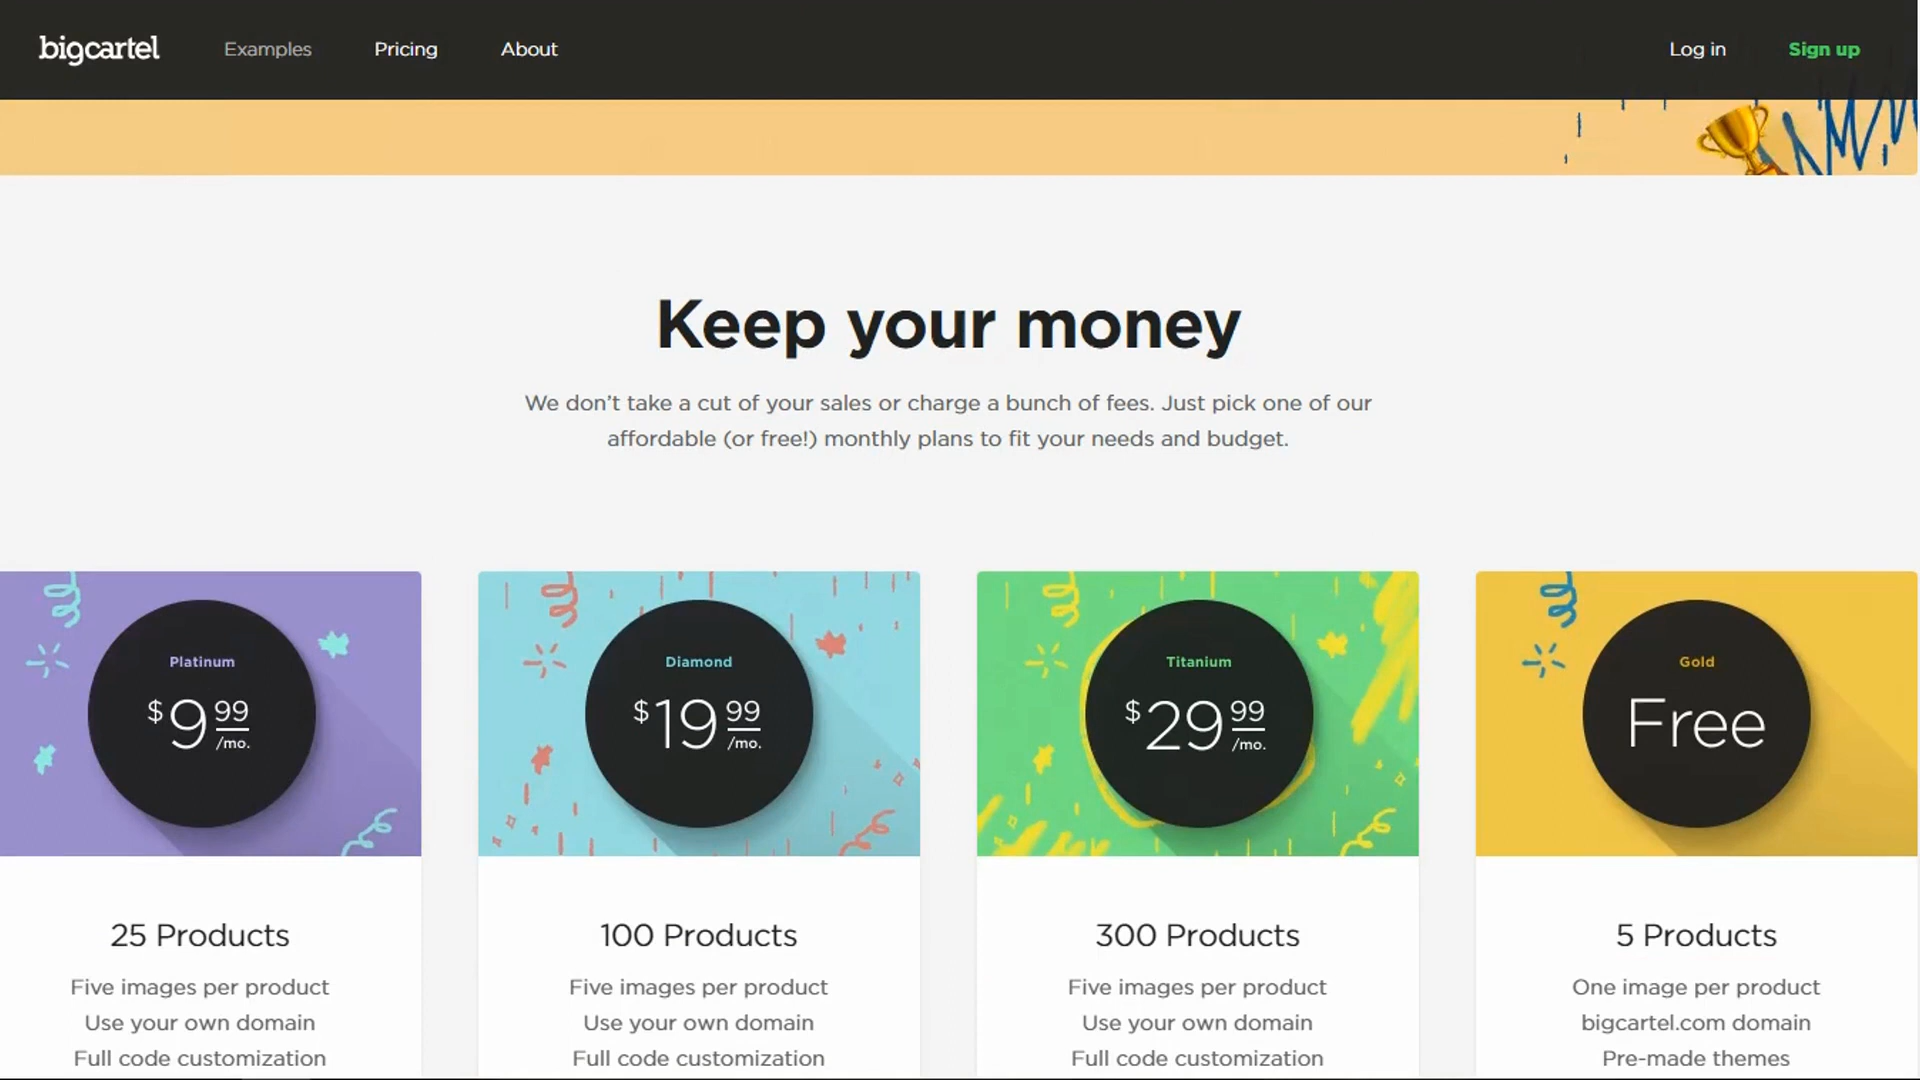 bigcartel
Examples
Pricing
About
Log in
Sign up
Keep your money
We don’t take a cut of your sales or charge a bunch of fees. Just pick one of our
affordable (or free!) monthly plans to fit your needs and budget.
Platinum
$9 99 /mo.
25 Products
Five images per product
Use your own domain
Full code customization
Diamond
$19 99 /mo.
100 Products
Five images per product
Use your own domain
Full code customization
Titanium
$29 99 /mo.
300 Products
Five images per product
Use your own domain
Full code customization
Gold
Free
5 Products
One image per product
bigcartel.com domain
Pre-made themes